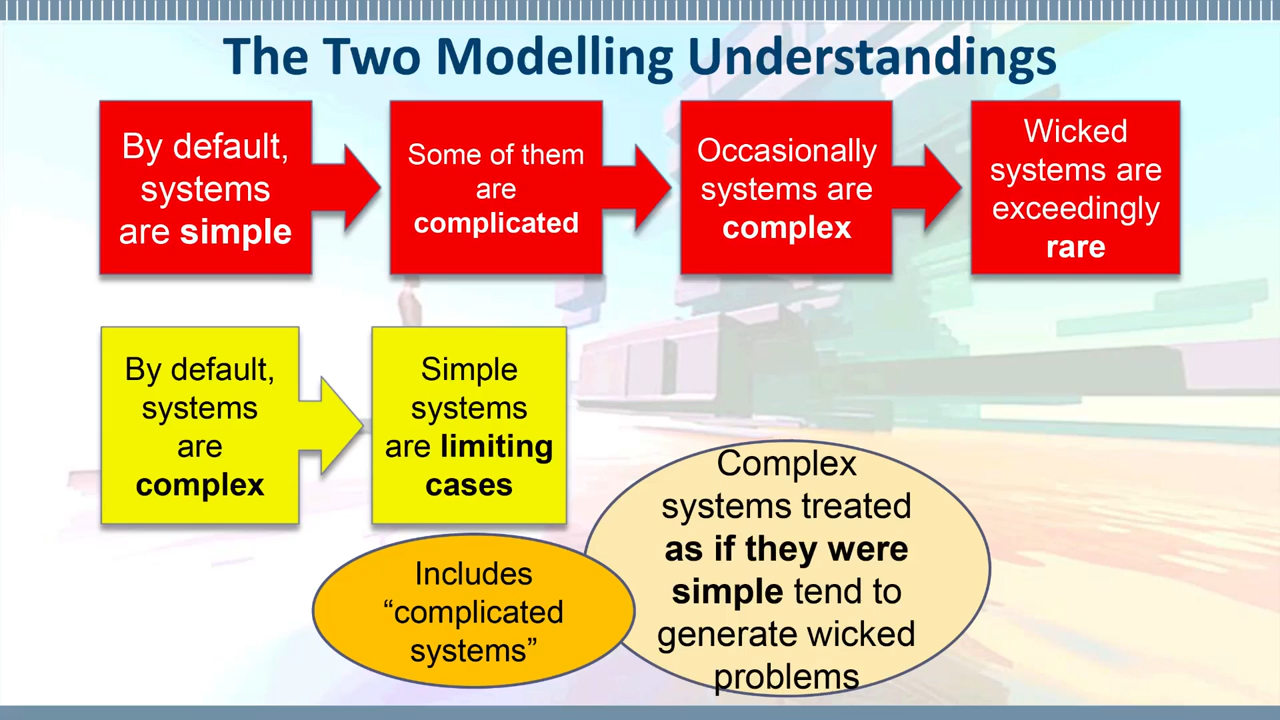 The Two Modelling Understandings
By default,
systems
are simple
Some of them
are
complicated
Occasionally
systems are
complex
Wicked
systems are
exceedingly
rare
By default,
systems
are
complex
Simple
systems
are limiting
cases
Includes
“complicated
systems”
Complex
systems treated
as if they were
simple tend to
generate wicked
problems